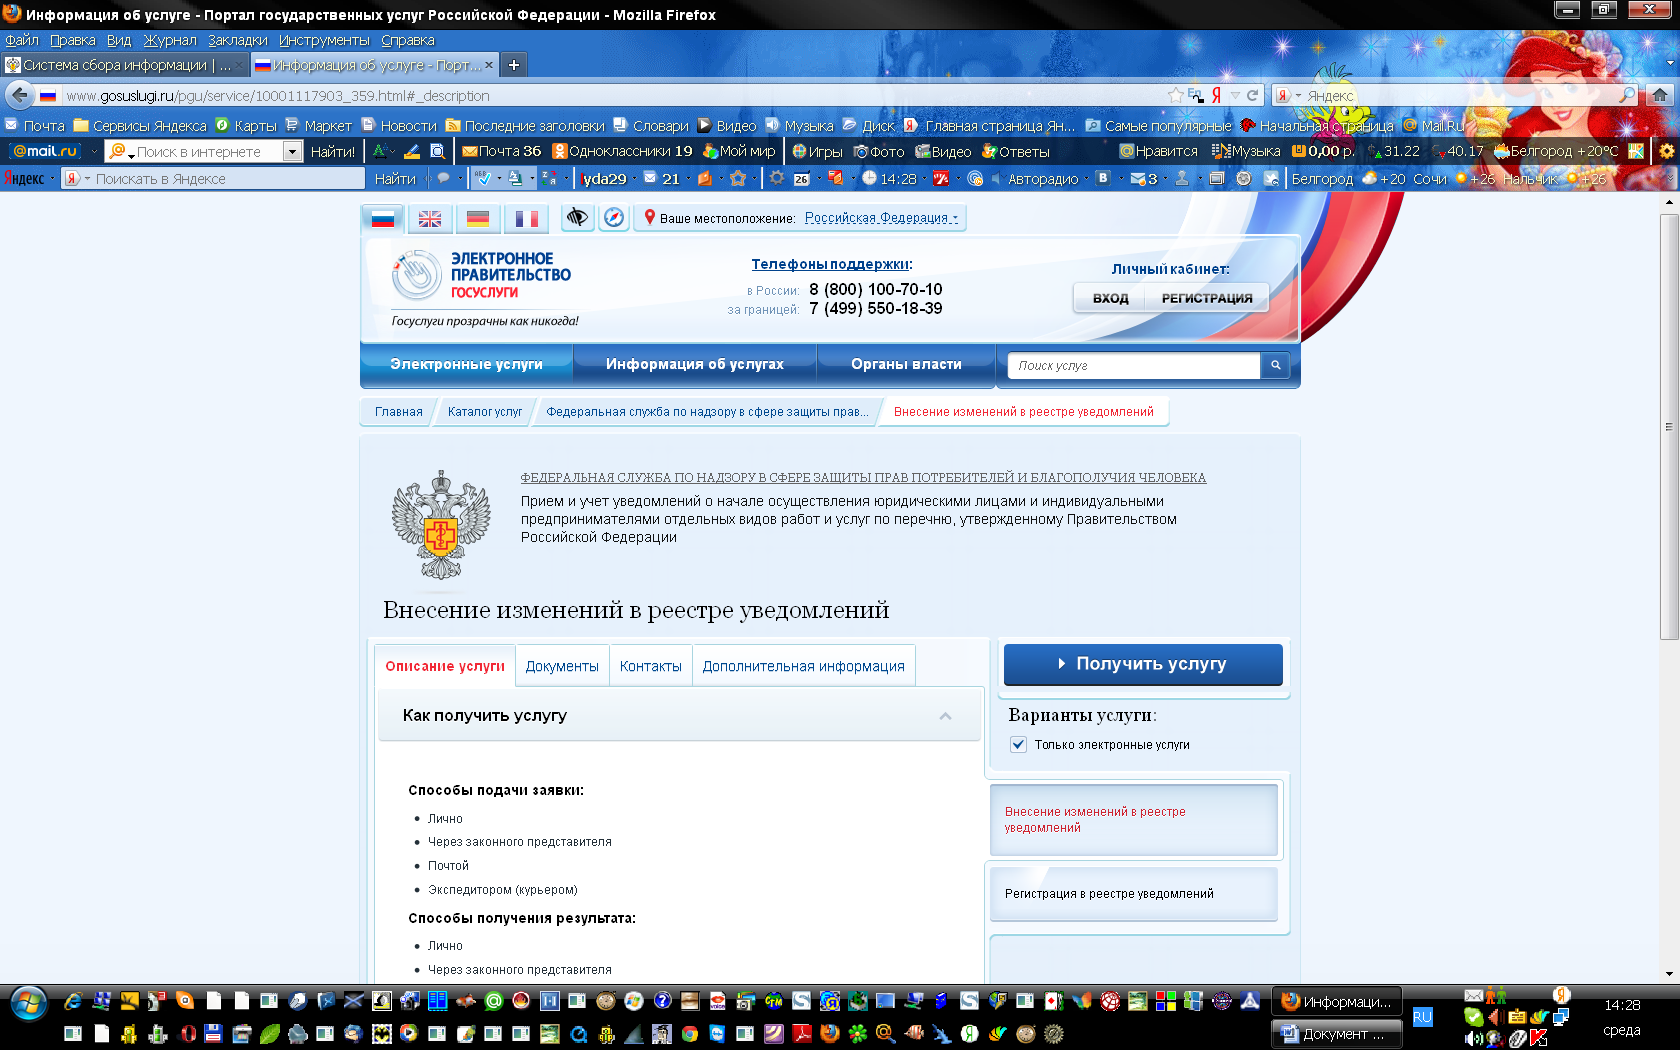 Информация об услуге - Портал государственных услуг Российской Федерации - Mozilla Firefox
Файл Правка Вид Журнал Закладки Инструменты Справка
Система сбора информации | ... Информация об услуге - Порт...
www.gosuslugi.ru/pgu/service/10001117903_359.html#_description Яндекс
Почта Сервисы Яндекса Карты Маркет Новости Последние заголовки Словари Видео Музыка Диск Главная страница Ян... Самые популярные Начальная страница Mail.Ru
@mail.ru Поиск в интернете Найти! Почта 36 Одноклассники 19 Мой мир Игры Фото Видео Ответы Нравится Музыка 0,00 р. 31.22 40.17 Белгород +20°C
Яндекс Поискать в Яндексе Найти lyda29 21 26 14:28 Авторадио 3 Белгород +20 Сочи +26 Нальчик +26
Ваше местоположение: Российская Федерация
ЭЛЕКТРОННОЕ
ПРАВИТЕЛЬСТВО
ГОСУСЛУГИ
Госуслуги прозрачны как никогда!
Телефоны поддержки:
в России: 8 (800) 100-70-10
за границей: 7 (499) 550-18-39
Личный кабинет:
ВХОД РЕГИСТРАЦИЯ
Электронные услуги Информация об услугах Органы власти Поиск услуг
Главная Каталог услуг Федеральная служба по надзору в сфере защиты прав... Внесение изменений в реестре уведомлений
ФЕДЕРАЛЬНАЯ СЛУЖБА ПО НАДЗОРУ В СФЕРЕ ЗАЩИТЫ ПРАВ ПОТРЕБИТЕЛЕЙ И БЛАГОПОЛУЧИЯ ЧЕЛОВЕКА
Прием и учет уведомлений о начале осуществления юридическими лицами и индивидуальными
предпринимателями отдельных видов работ и услуг по перечню, утвержденному Правительством
Российской Федерации
Внесение изменений в реестре уведомлений
Описание услуги Документы Контакты Дополнительная информация
Как получить услугу
Способы подачи заявки:
Лично
Через законного представителя
Почтой
Экспедитором (курьером)
Способы получения результата:
Лично
Через законного представителя
Получить услугу
Варианты услуги:
Только электронные услуги
Внесение изменений в реестре
уведомлений
Регистрация в реестре уведомлений
Информаци...
Документ ...
RU
14:28
среда